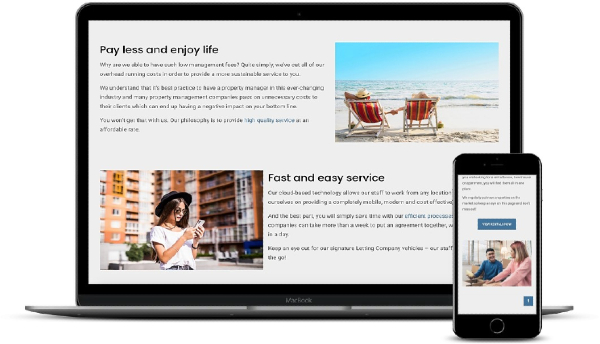 Pay less and enjoy life
Why are we able to have such low management fees? Quite simply, we've cut all of our
overhead running costs in order to provide a more sustainable service to you.
We understand that it's best practice to have a property manager in this ever-changing
industry and many property management companies pass on unnecessary costs to
their clients which can end up having a negative impact on your bottom line.
You won't get that with us. Our philosophy is to provide high quality service at an
affordable rate.
Fast and easy service
Our cloud-based technology allows our staff to work from any location
ourselves on providing a completely mobile, modern and cost effective
And the best part, you will simply save time with our efficient processes
companies can take more than a week to put an agreement together, w
in a day.
Keep an eye out for our signature Letting Company vehicles – our staff
the go!
MacBook